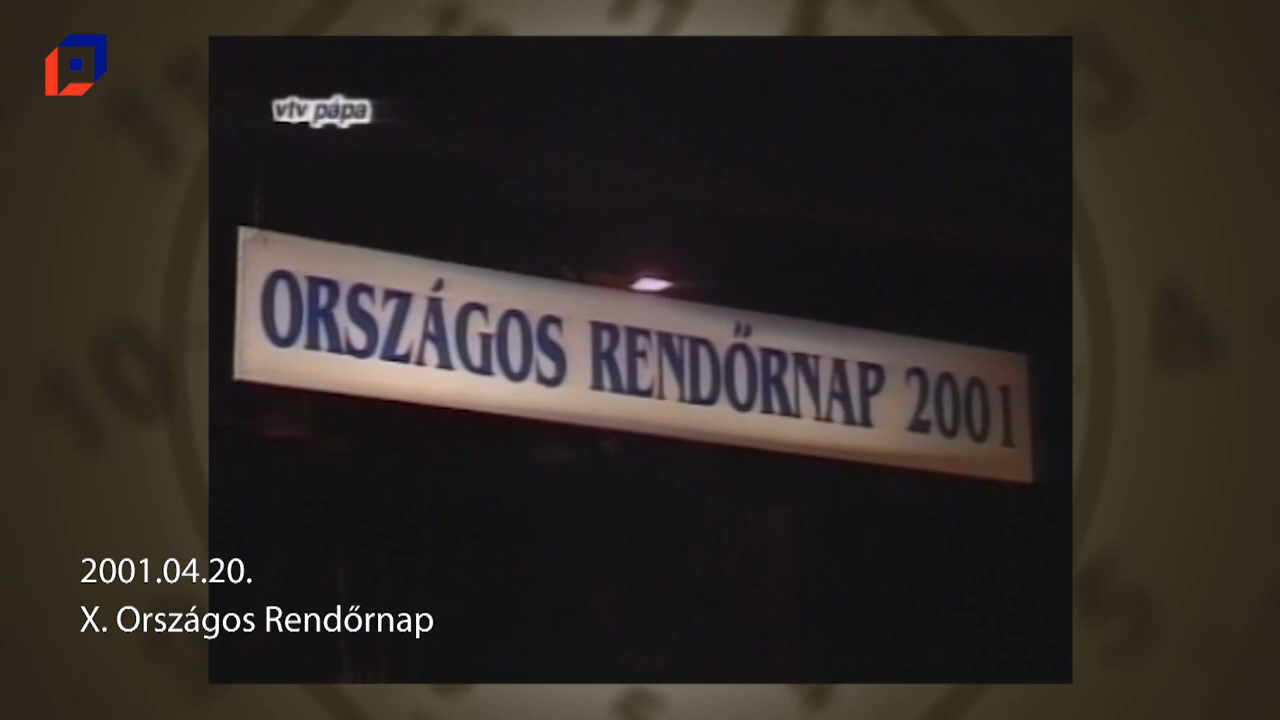 vtv pápa
ORSZÁGOS RENDŐRNAP 2001
2001.04.20.
X. Országos Rendőrnap